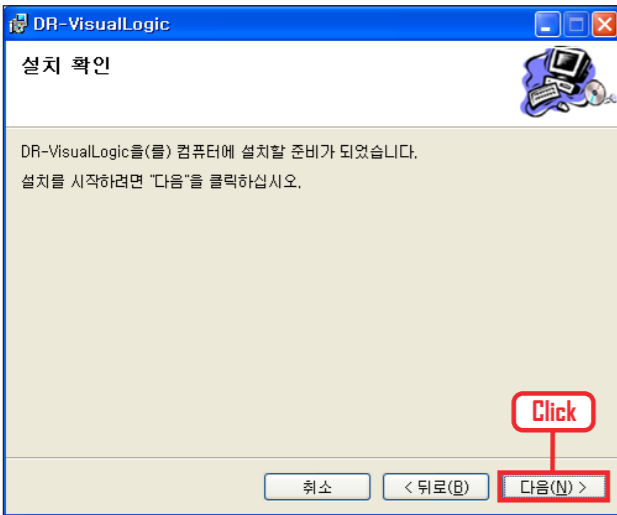 DR-VisualLogic
설치 확인
DR-VisualLogic을(를) 컴퓨터에 설치할 준비가 되었습니다.
설치를 시작하려면 "다음"을 클릭하십시오.
Click
취소
< 뒤로(B)
다음(N) >